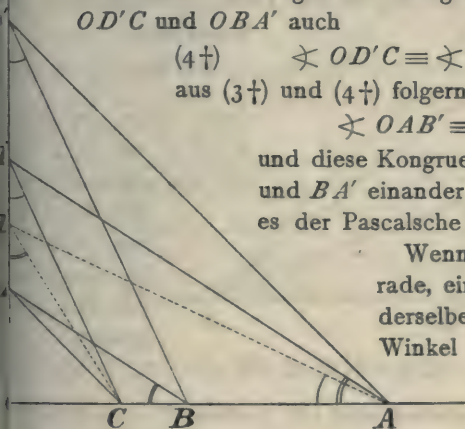 OD′C und OBA′ auch
(4†) ∢ OD′C ≡ ∢
aus (3†) und (4†) folgern
∢ OAB′ ≡
und diese Kongrue
und BA′ einander
es der Pascalsche
Wenn
rade, ei
derselbe
Winkel
C B A